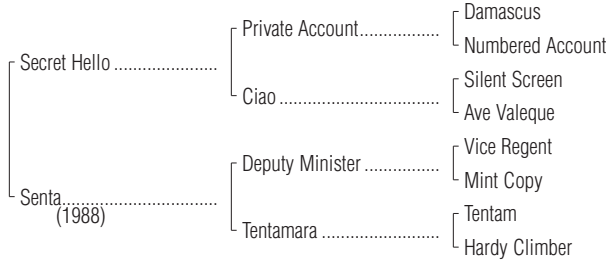 Damascus
Private Account..................
Numbered Account
Secret Hello .......................
Silent Screen
Ciao ....................................
Ave Valeque
Vice Regent
Deputy Minister .................
Mint Copy
Senta...................................
(1988)
Tentam
Tentamara ..........................
Hardy Climber